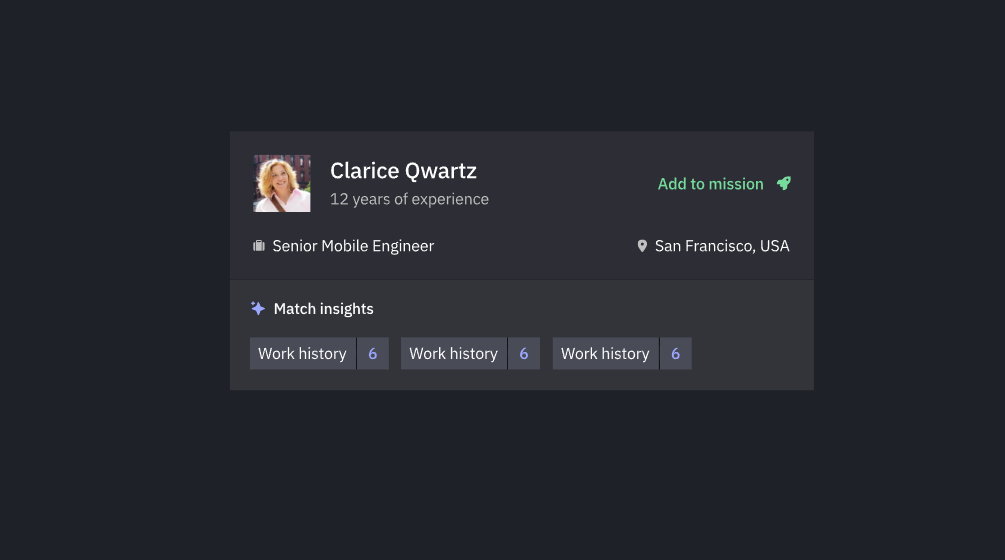 Clarice Qwartz
12 years of experience
Add to mission
Senior Mobile Engineer
San Francisco, USA
Match insights
Work history 6
Work history 6
Work history 6